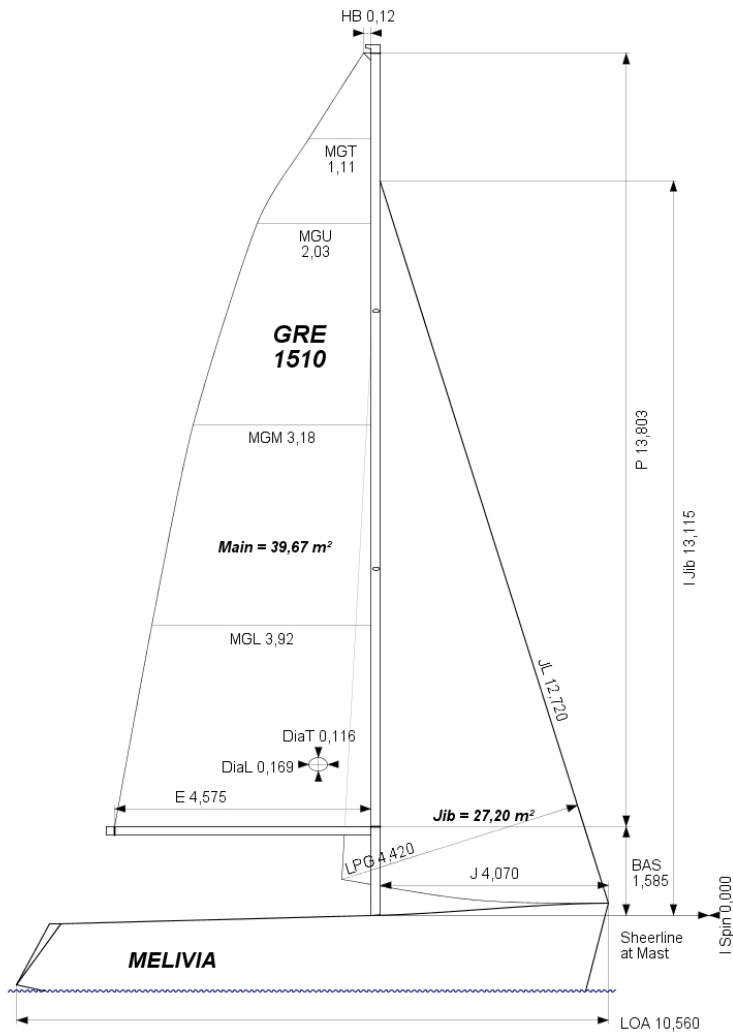 HB 0,12
MGT
1,11
MGU
2,03
GRE
1510
MGM 3,18
P 13,803
I Jib 13,115
Main = 39,67 m²
MGL 3,92
JL 12,720
DiaT 0,116
DiaL 0,169
E 4,575
Jib = 27,20 m²
LPG 4,420
J 4,070
BAS
1,585
I Spin 0,000
Sheerline
at Mast
MELIVIA
LOA 10,560